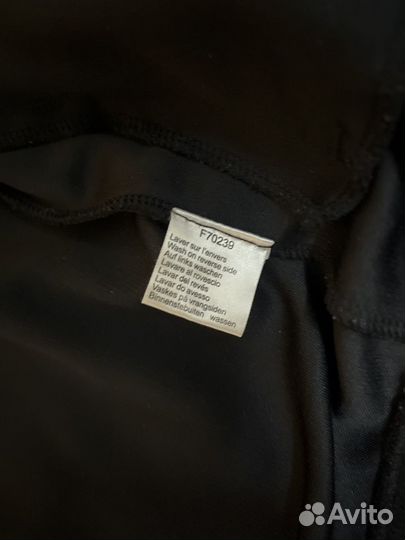 F70239
Laver sur l'envers
Wash on reverse side
Auf links waschen
Lavare al rovescio
Lavar del revés
Lavar do avesso
Vaskes på vrangsiden
Binnenstebuiten wassen
Avito